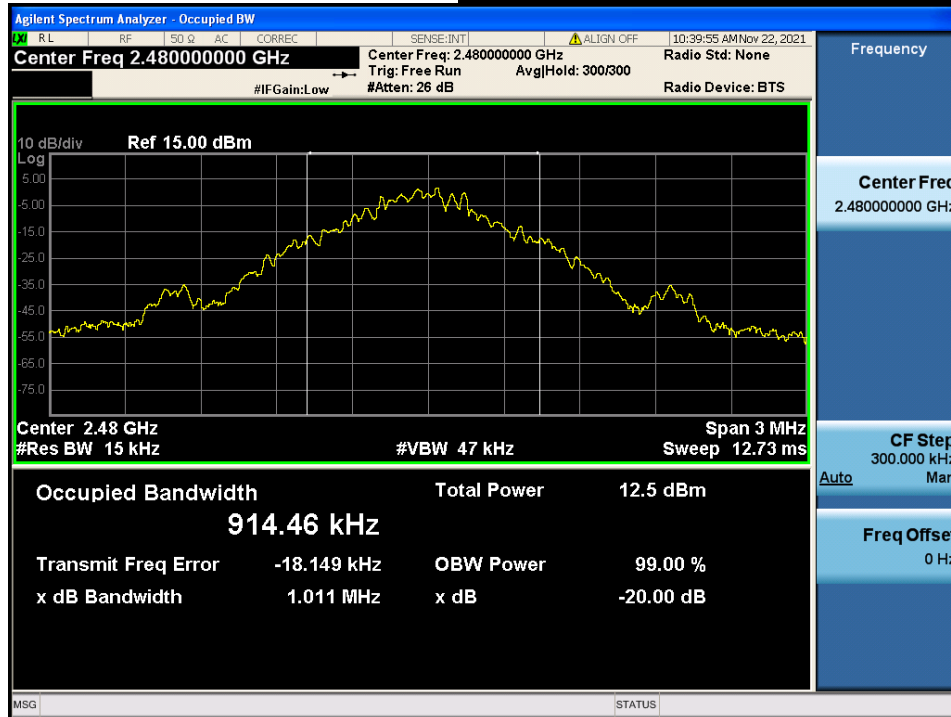 Agilent Spectrum Analyzer - Occupied BW
LXI RL RF 50 Ω AC CORREC SENSE:INT ALIGN OFF 10:39:55 AM Nov 22, 2021
Center Freq 2.480000000 GHz
Center Freq: 2.480000000 GHz
Radio Std: None
Trig: Free Run Avg|Hold: 300/300
#IFGain:Low
#Atten: 26 dB
Radio Device: BTS
10 dB/div Ref 15.00 dBm
Log
5.00
-5.00
-15.0
-25.0
-35.0
-45.0
-55.0
-65.0
-75.0
Center 2.48 GHz
Span 3 MHz
#Res BW 15 kHz
#VBW 47 kHz
Sweep 12.73 ms
Occupied Bandwidth
Total Power 12.5 dBm
914.46 kHz
Transmit Freq Error -18.149 kHz
OBW Power 99.00 %
x dB Bandwidth 1.011 MHz
x dB -20.00 dB
MSG
STATUS
Frequency
Center Freq
2.480000000 GHz
CF Step
300.000 kHz
Auto Man
Freq Offset
0 Hz